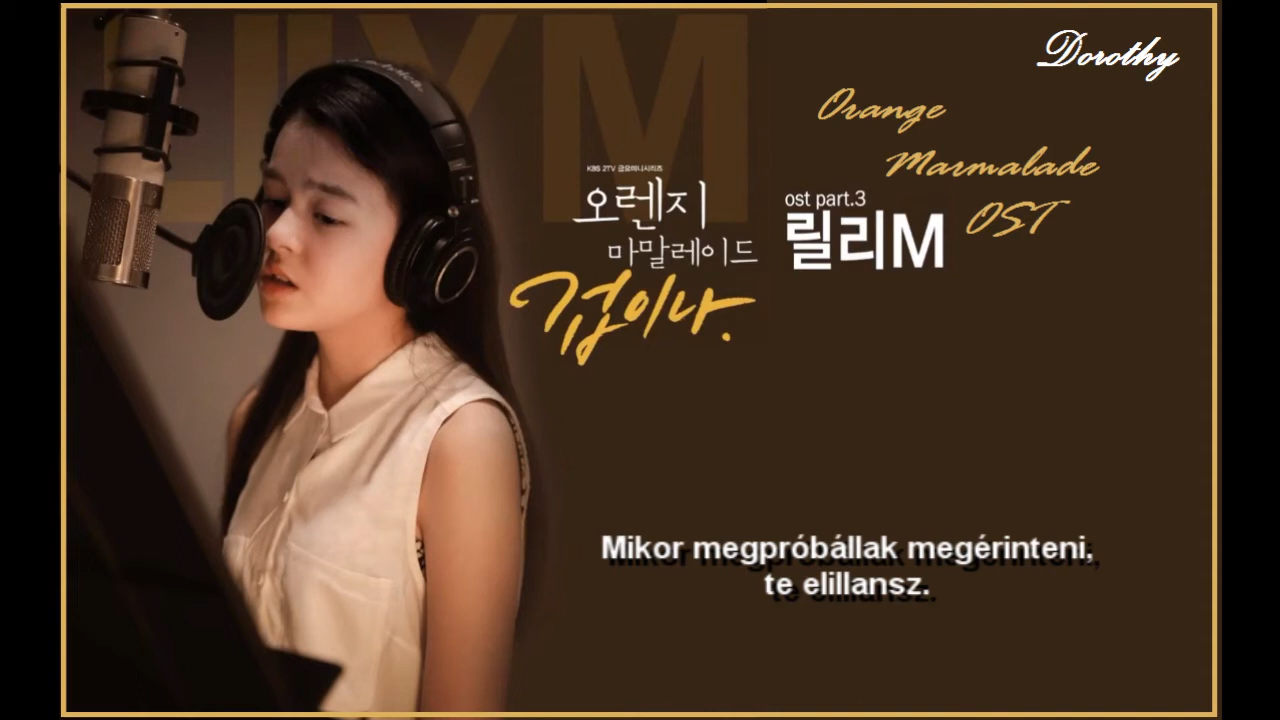 LILY M
Dorothy
Orange
Marmalade
OST
KBS 2TV 금요미니시리즈
오렌지
마말레이드
겁이나.
ost part.3
릴리M
Mikor megpróbállak megérinteni,
te elillansz.